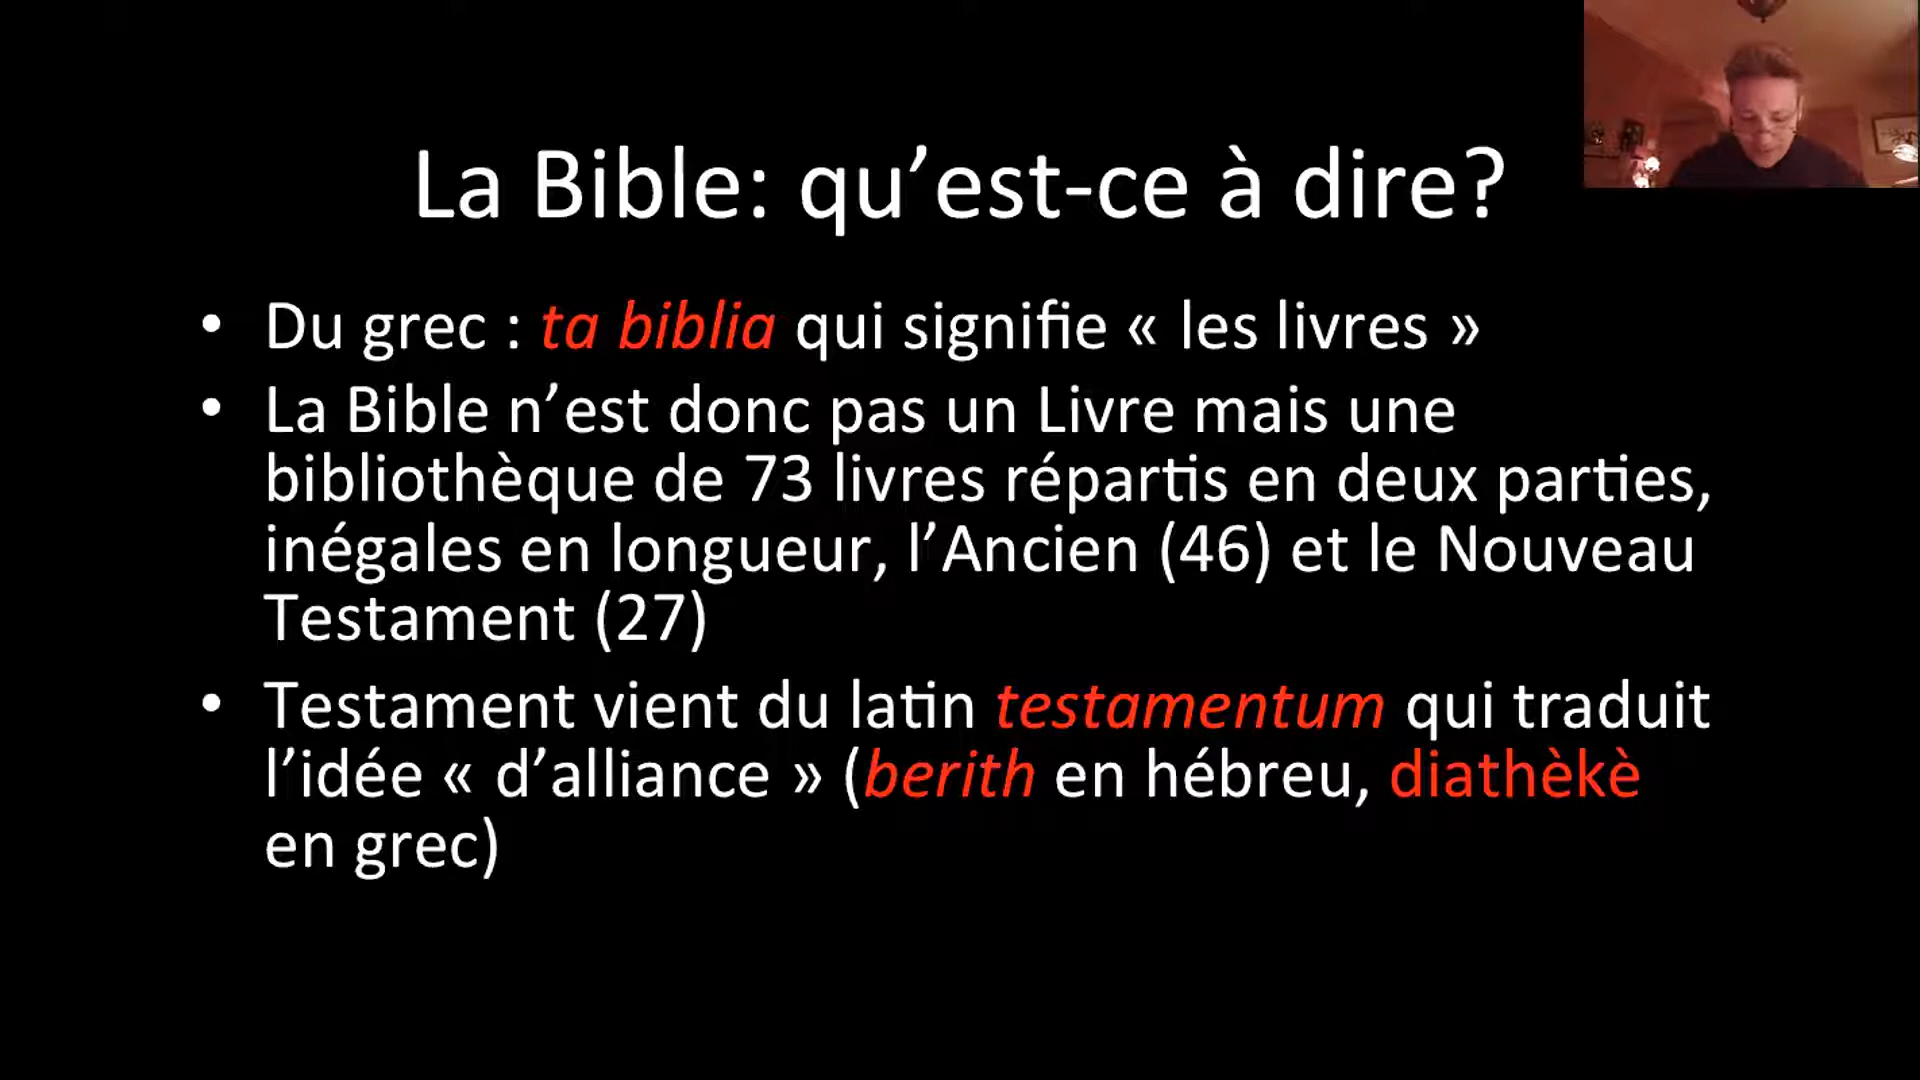 La Bible: qu’est-ce à dire?
• Du grec : ta biblia qui signifie « les livres »
• La Bible n’est donc pas un Livre mais une
bibliothèque de 73 livres répartis en deux parties,
inégales en longueur, l’Ancien (46) et le Nouveau
Testament (27)
• Testament vient du latin testamentum qui traduit
l’idée « d’alliance » (berith en hébreu, diathèkè
en grec)